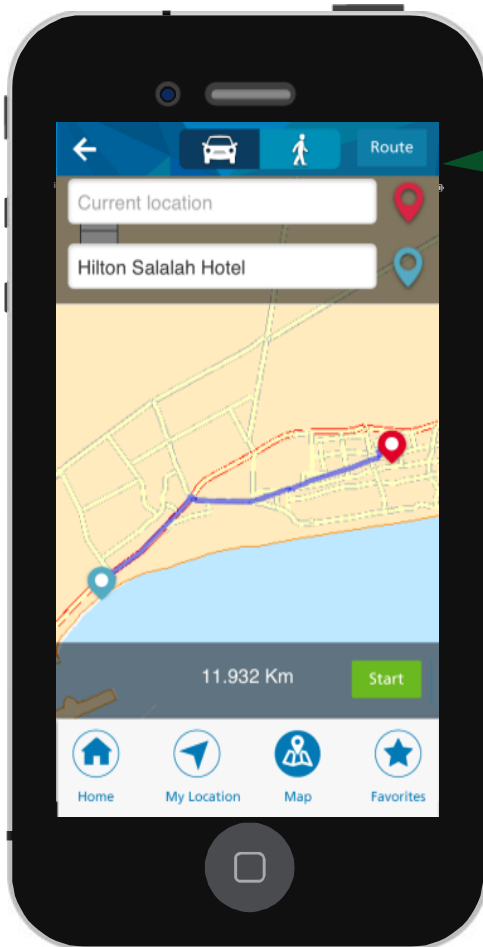 Route
Current location
Hilton Salalah Hotel
11.932 Km
Start
Home
My Location
Map
Favorites